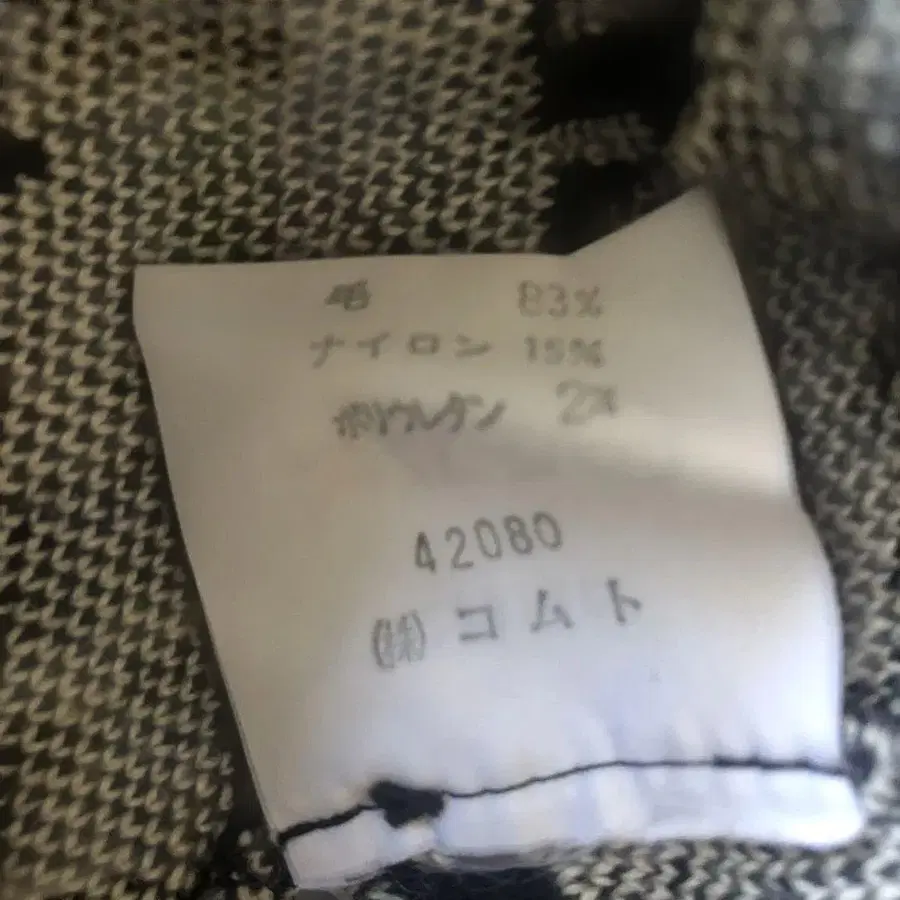 毛 83%
ナイロン 15%
ポリウレタン 2%
42080
(株) コムト